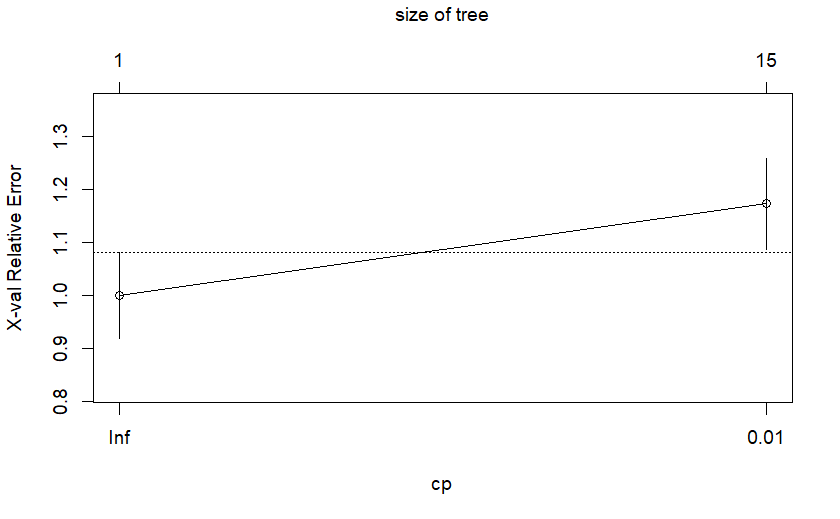 size of tree
1 15
X-val Relative Error
1.3
1.2
1.1
1.0
0.9
0.8
Inf 0.01
cp